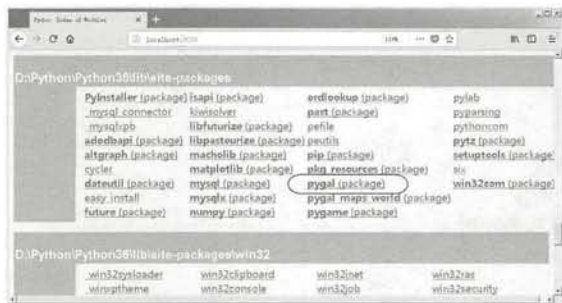 Python: Index of Modules
localhost
110%
D:\Python\Python36\lib\site-packages
PyInstaller (package) isapi (package) ordlookup (package) pylab
_mysql_connector kiwisolver past (package) pyparsing
_mysqlxpb libfuturize (package) pefile pythoncom
adodbapi (package) libpasteurize (package) peutils pytz (package)
altgraph (package) macholib (package) pip (package) setuptools (package)
cycler matplotlib (package) pkg_resources (package) six
dateutil (package) mysql (package) pygal (package) win32com (package)
easy_install mysqlx (package) pygal_maps_world (package)
future (package) numpy (package) pygame (package)
D:\Python\Python36\lib\site-packages\win32
_win32sysloader win32clipboard win32inet win32ras
_winxptheme win32console win32job win32security